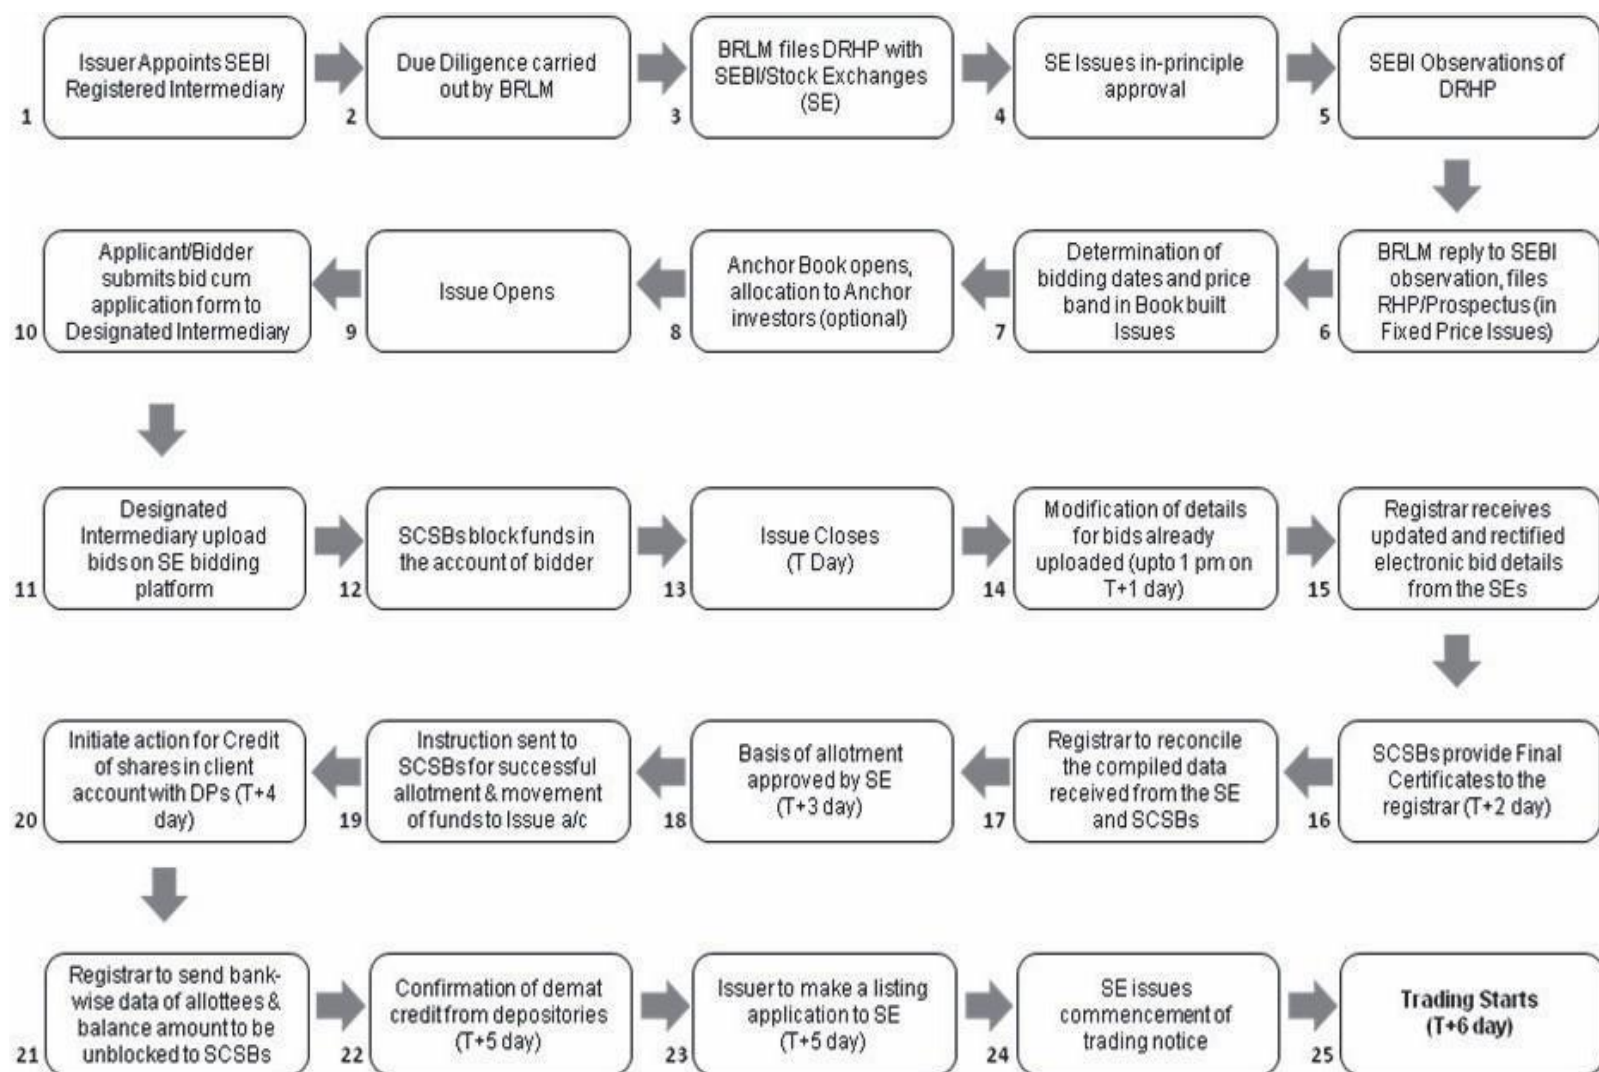 Issuer Appoints SEBI
Registered Intermediary
1
Due Diligence carried
out by BRLM
2
BRLM files DRHP with
SEBI/Stock Exchanges
(SE)
3
SE Issues in-principle
approval
4
SEBI Observations of
DRHP
5
BRLM reply to SEBI
observation, files
RHP/Prospectus (in
Fixed Price Issues)
6
Determination of
bidding dates and price
band in Book built
Issues
7
Anchor Book opens,
allocation to Anchor
investors (optional)
8
Issue Opens
9
Applicant/Bidder
submits bid cum
application form to
Designated Intermediary
10
Designated
Intermediary upload
bids on SE bidding
platform
11
SCSBs block funds in
the account of bidder
12
Issue Closes
(T Day)
13
Modification of details
for bids already
uploaded (upto 1 pm on
T+1 day)
14
Registrar receives
updated and rectified
electronic bid details
from the SEs
15
SCSBs provide Final
Certificates to the
registrar (T+2 day)
16
Registrar to reconcile
the compiled data
received from the SE
and SCSBs
17
Basis of allotment
approved by SE
(T+3 day)
18
Instruction sent to
SCSBs for successful
allotment & movement
of funds to Issue a/c
19
Initiate action for Credit
of shares in client
account with DPs (T+4
day)
20
Registrar to send bank-
wise data of allottees &
balance amount to be
unblocked to SCSBs
21
Confirmation of demat
credit from depositories
(T+5 day)
22
Issuer to make a listing
application to SE
(T+5 day)
23
SE issues
commencement of
trading notice
24
Trading Starts
(T+6 day)
25